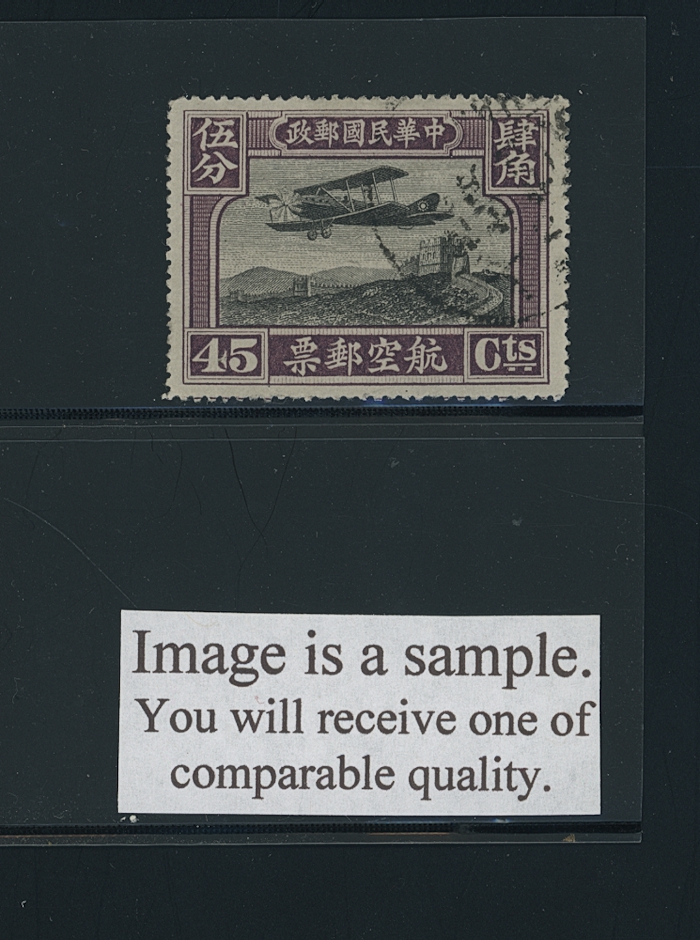 中華民國郵政
肆角
伍分
航空郵票
45 Cts
Image is a sample.
You will receive one of
comparable quality.